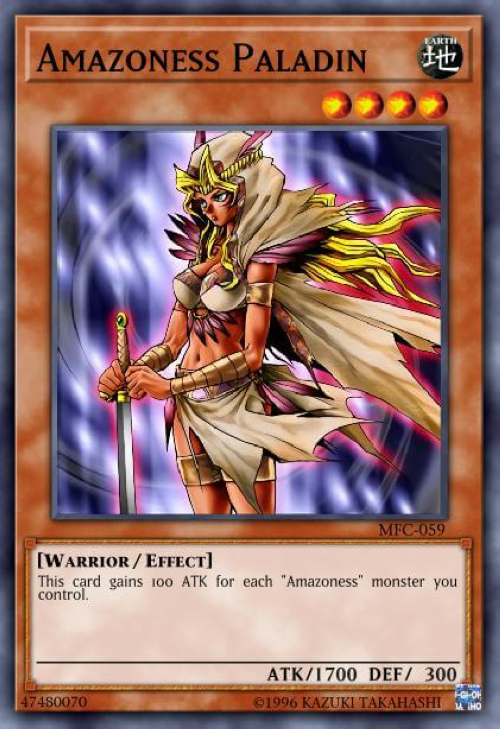 AMAZONESS PALADIN
EARTH
地
MFC-059
[WARRIOR / EFFECT]
This card gains 100 ATK for each "Amazoness" monster you
control.
ATK/1700 DEF/ 300
47480070
©1996 KAZUKI TAKAHASHI